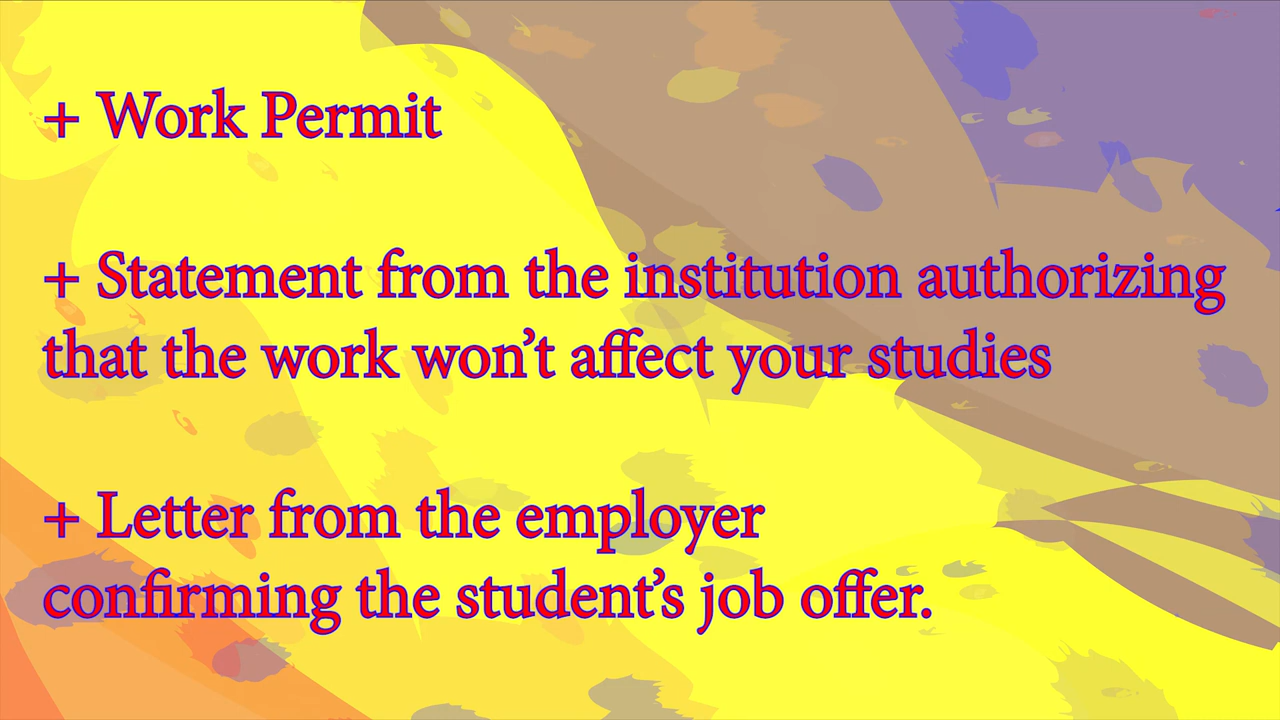 + Work Permit
+ Statement from the institution authorizing
that the work won’t affect your studies
+ Letter from the employer
confirming the student’s job offer.